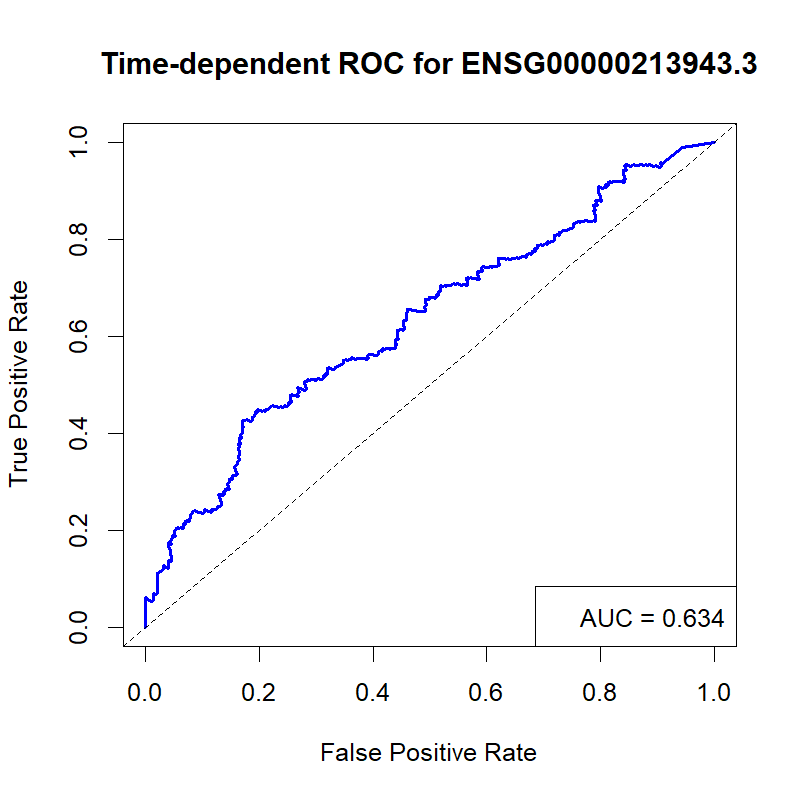 Time-dependent ROC for ENSG00000213943.3
True Positive Rate
1.0
0.8
0.6
0.4
0.2
0.0
AUC = 0.634
0.0 0.2 0.4 0.6 0.8 1.0
False Positive Rate